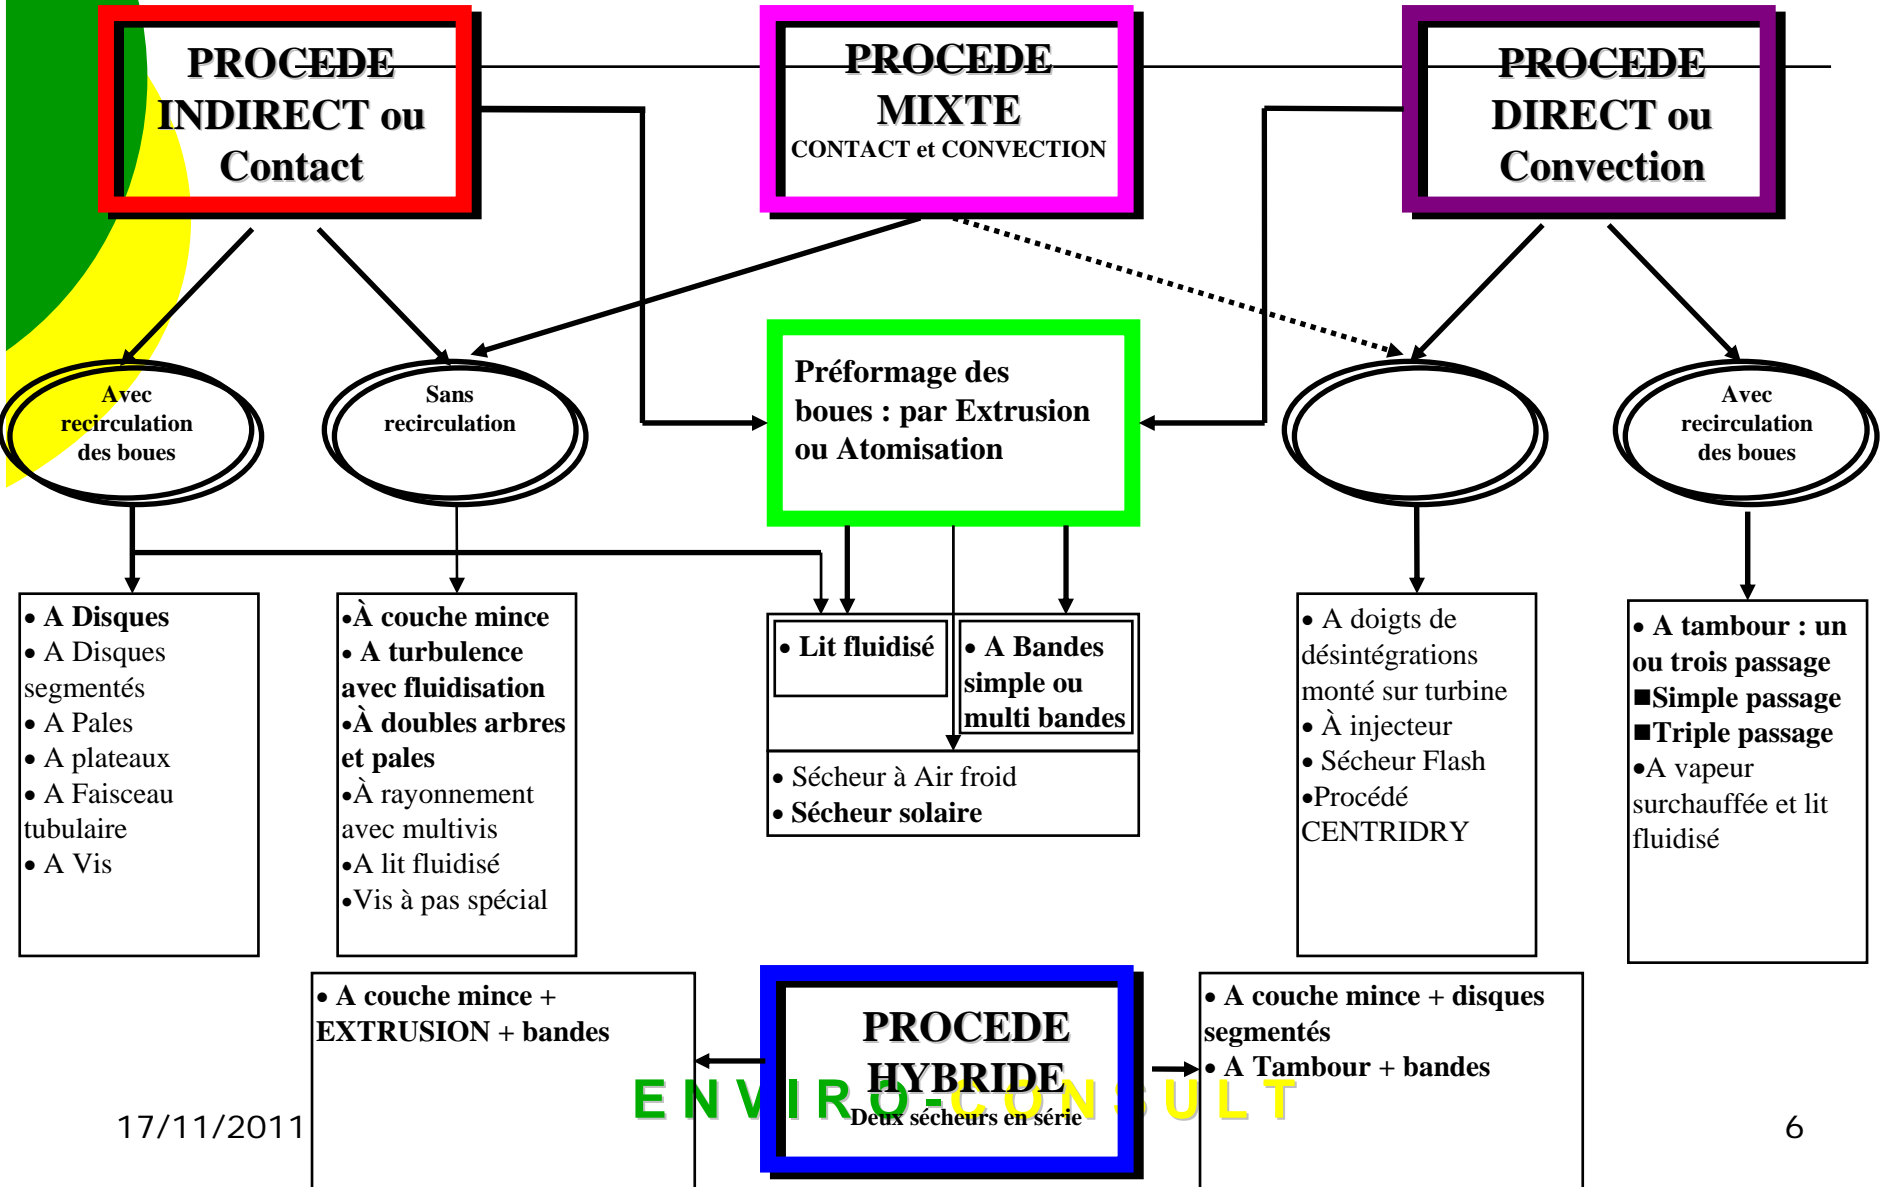 PROCEDE
INDIRECT ou
Contact
PROCEDE
MIXTE
CONTACT et CONVECTION
PROCEDE
DIRECT ou
Convection
Avec
recirculation
des boues
Sans
recirculation
Préformage des
boues : par Extrusion
ou Atomisation
Avec
recirculation
des boues
• A Disques
• A Disques
segmentés
• A Pales
• A plateaux
• A Faisceau
tubulaire
• A Vis
•À couche mince
• A turbulence
avec fluidisation
•À doubles arbres
et pales
•À rayonnement
avec multivis
•A lit fluidisé
•Vis à pas spécial
• Lit fluidisé
• A Bandes
simple ou
multi bandes
• Sécheur à Air froid
• Sécheur solaire
• A doigts de
désintégrations
monté sur turbine
• À injecteur
• Sécheur Flash
•Procédé
CENTRIDRY
• A tambour : un
ou trois passage
■Simple passage
■Triple passage
•A vapeur
surchauffée et lit
fluidisé
• A couche mince +
EXTRUSION + bandes
PROCEDE
HYBRIDE
Deux sécheurs en série
• A couche mince + disques
segmentés
• A Tambour + bandes
ENVIRO-CONSULT
17/11/2011
6